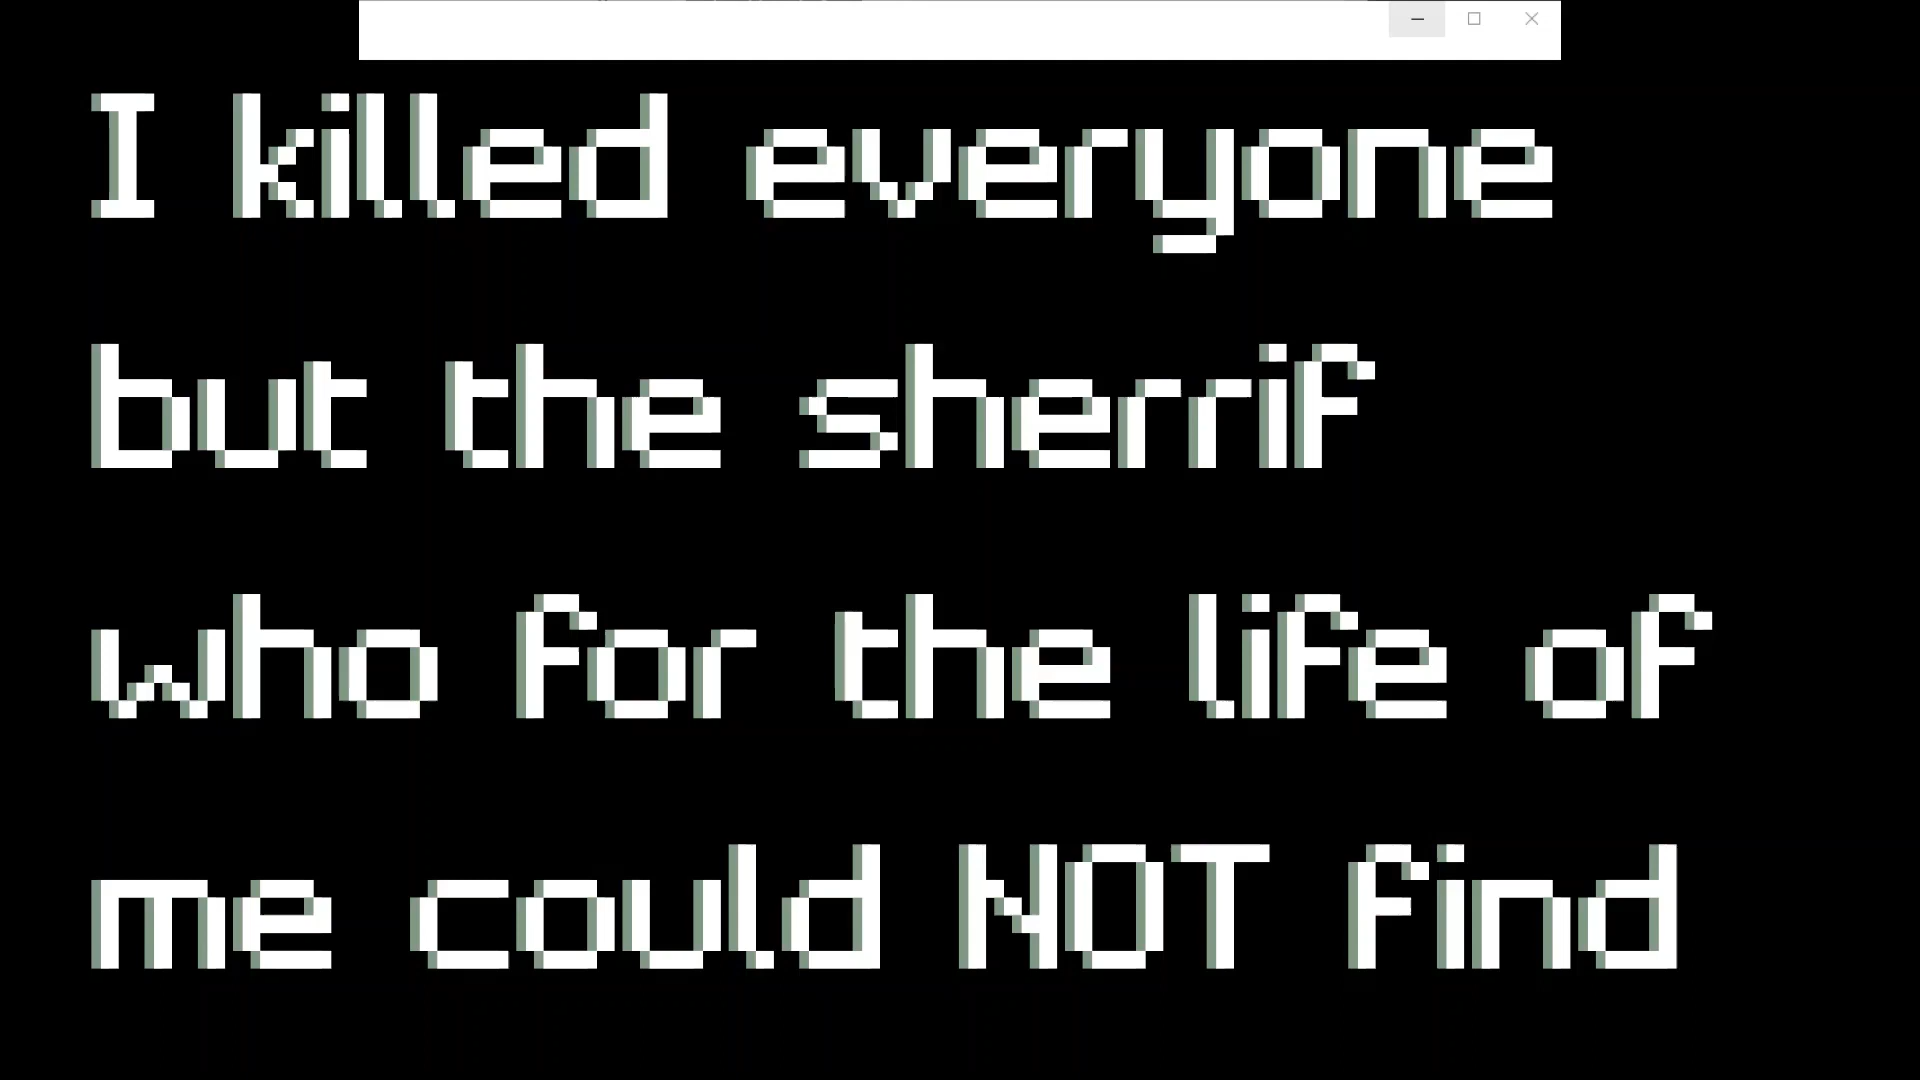 I killed everyone
but the sherrif
who for the life of
me could NOT find